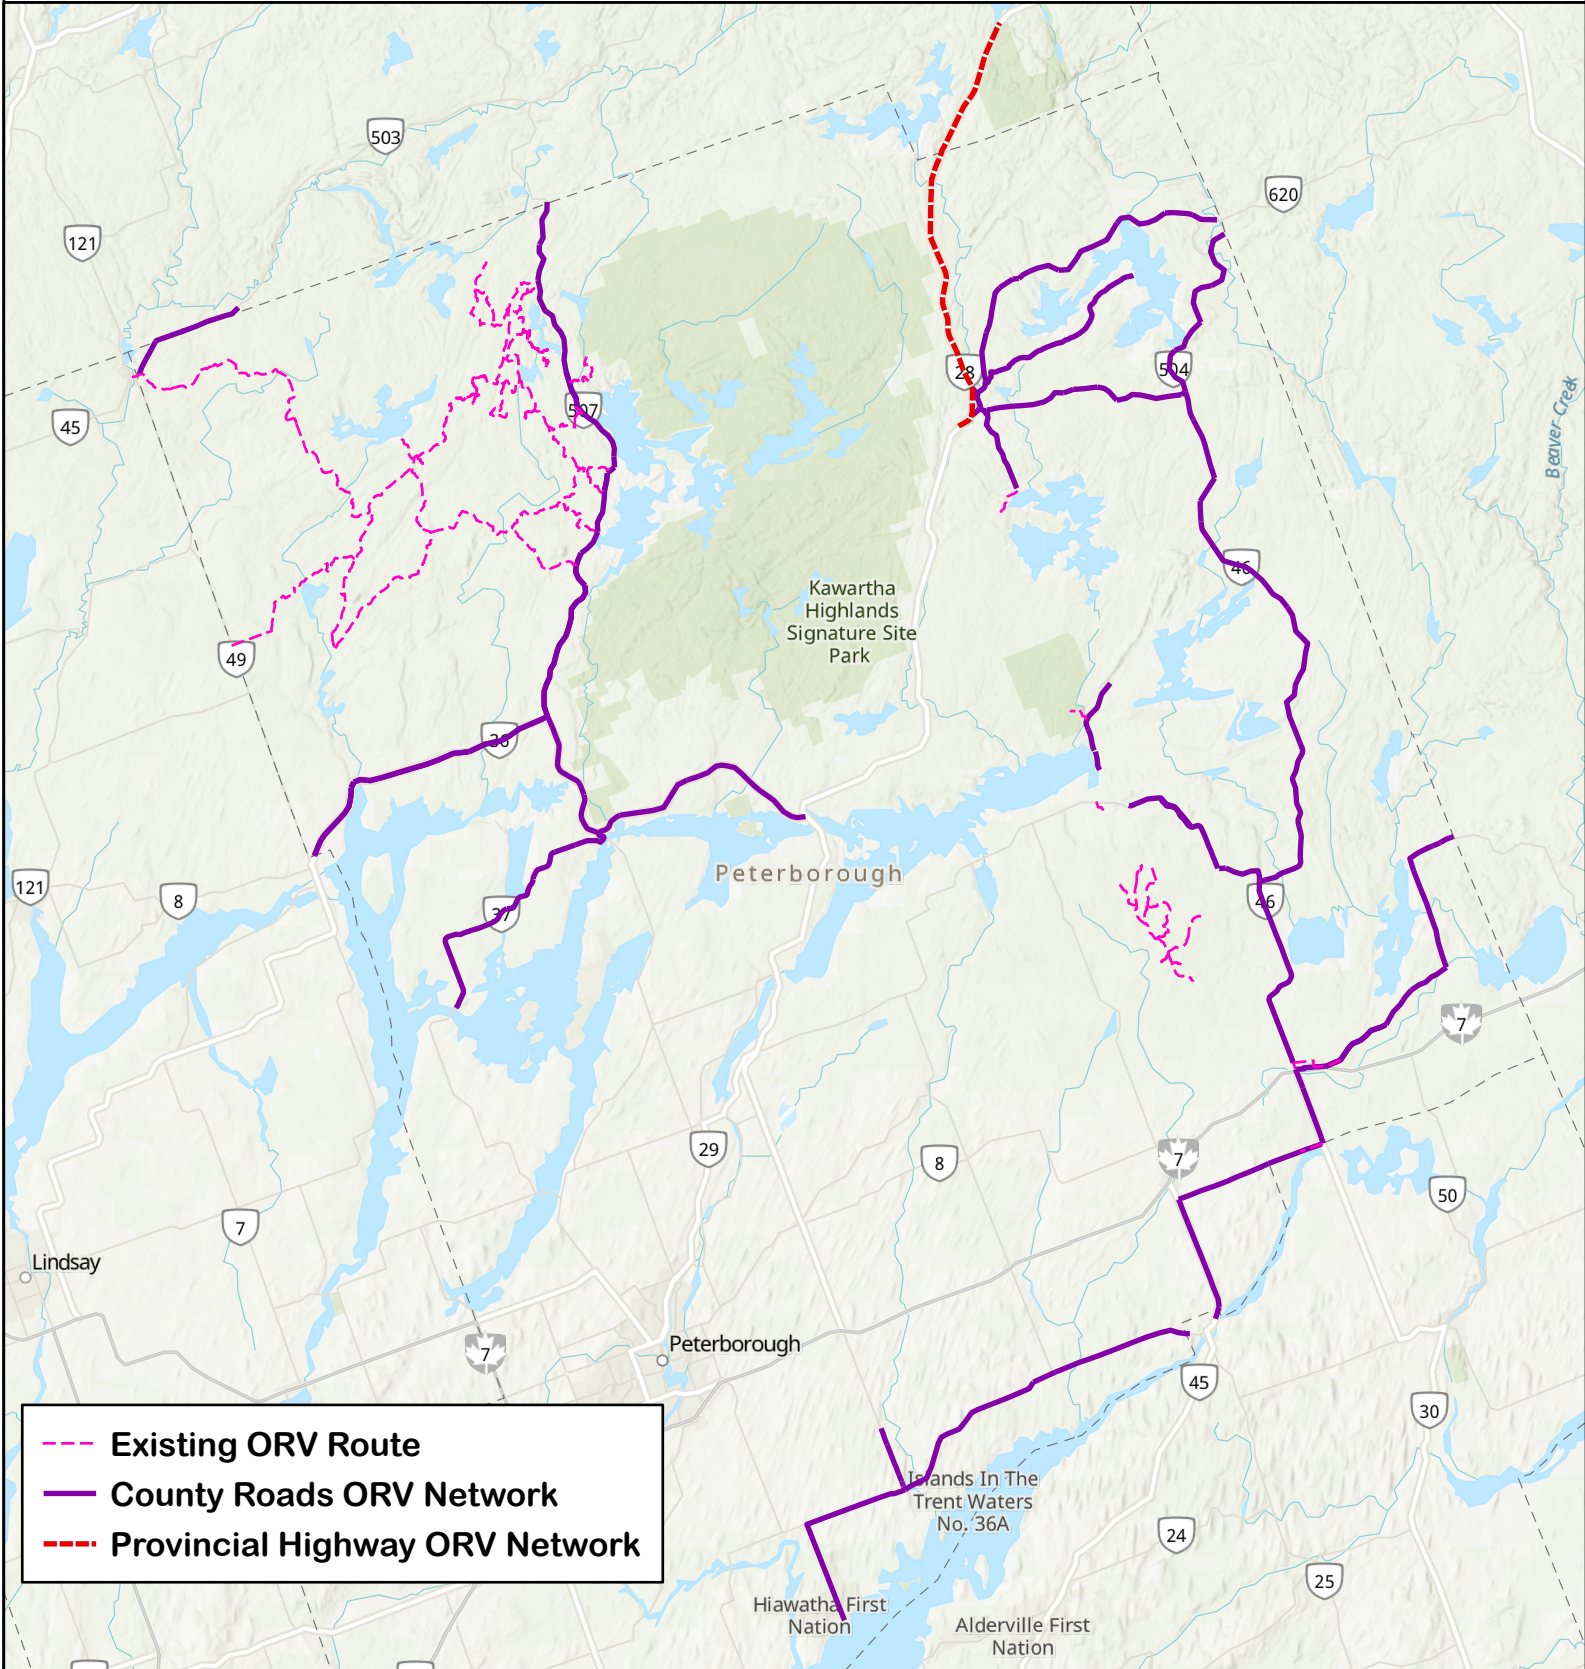 503
121
620
28
504
507
45
Beaver Creek
46
Kawartha
Highlands
Signature Site
Park
49
36
121
8
Peterborough
37
46
7
29
8
7
50
7
Lindsay
7
Peterborough
45
30
Existing ORV Route
County Roads ORV Network
Provincial Highway ORV Network
Islands In The
Trent Waters
No. 36A
24
25
Hiawatha First
Nation
Alderville First
Nation